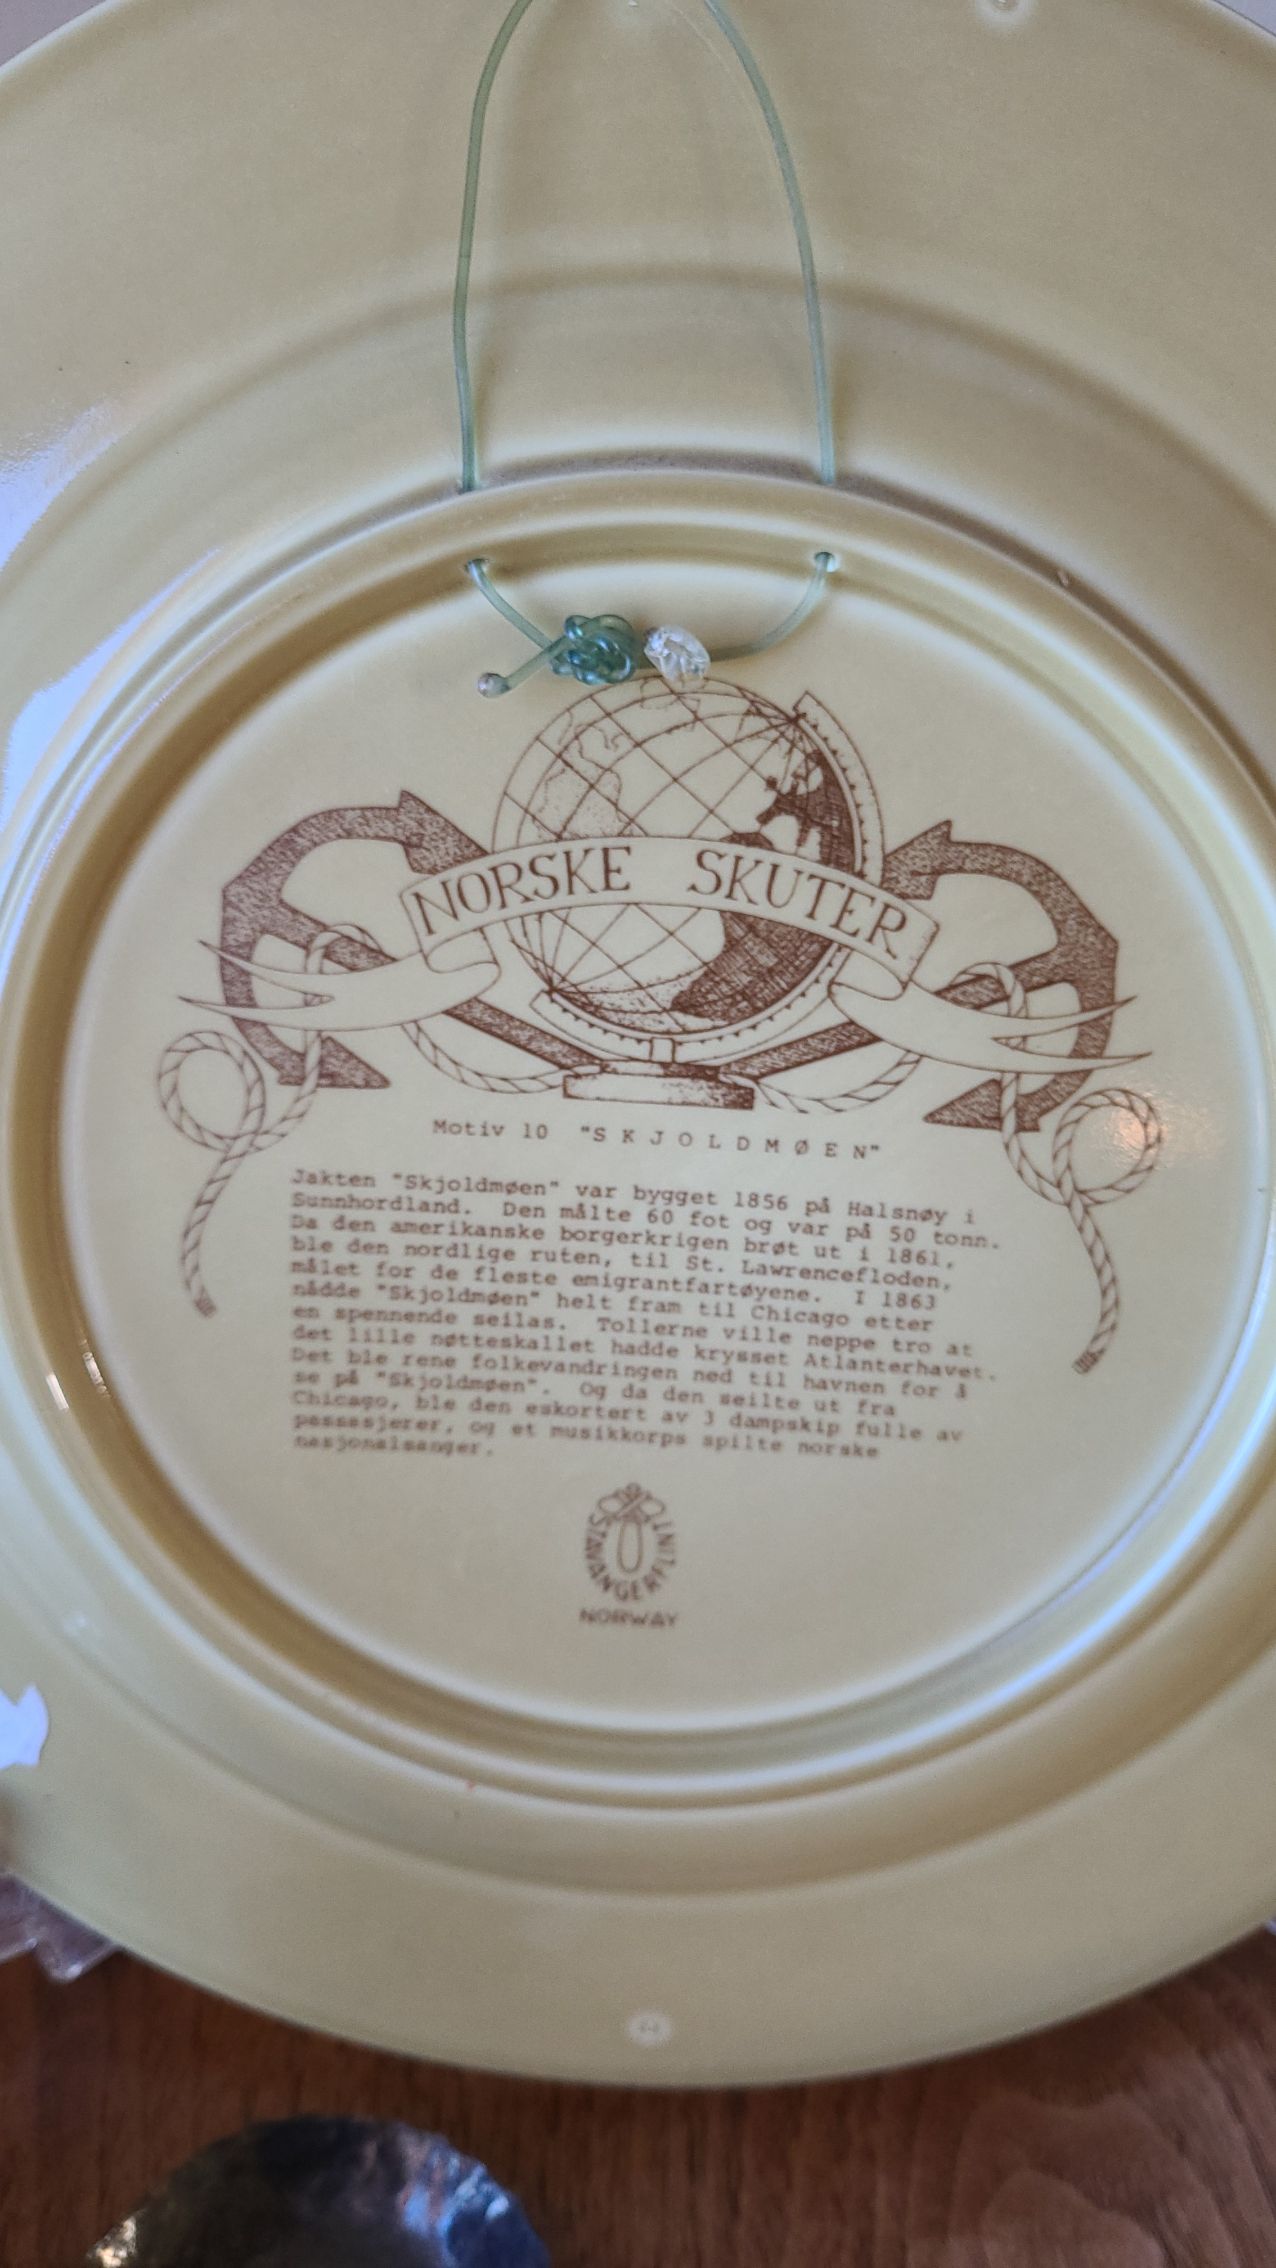 NORSKE SKUTER
Motiv 10 "SKJOLDMØEN"
Jakten "Skjoldmøen" var bygget 1856 på Halsnøy i
Sunnhordland. Den målte 60 fot og var på 50 tonn.
Da den amerikanske borgerkrigen brøt ut i 1861,
ble den nordlige ruten, til St. Lawrencefloden,
målet for de fleste emigrantfartøyene. I 1863
nådde "Skjoldmøen" helt fram til Chicago etter
en spennende seilas. Tollerne ville neppe tro at
det lille nøtteskallet hadde krysset Atlanterhavet.
Det ble rene folkevandringen ned til havnen for å
se på "Skjoldmøen". Og da den seilte ut fra
Chicago, ble den eskortert av 3 dampskip fulle av
passasjerer, og et musikkorps spilte norske
nasjonalsanger.
STAVANGERFLINT
NORWAY